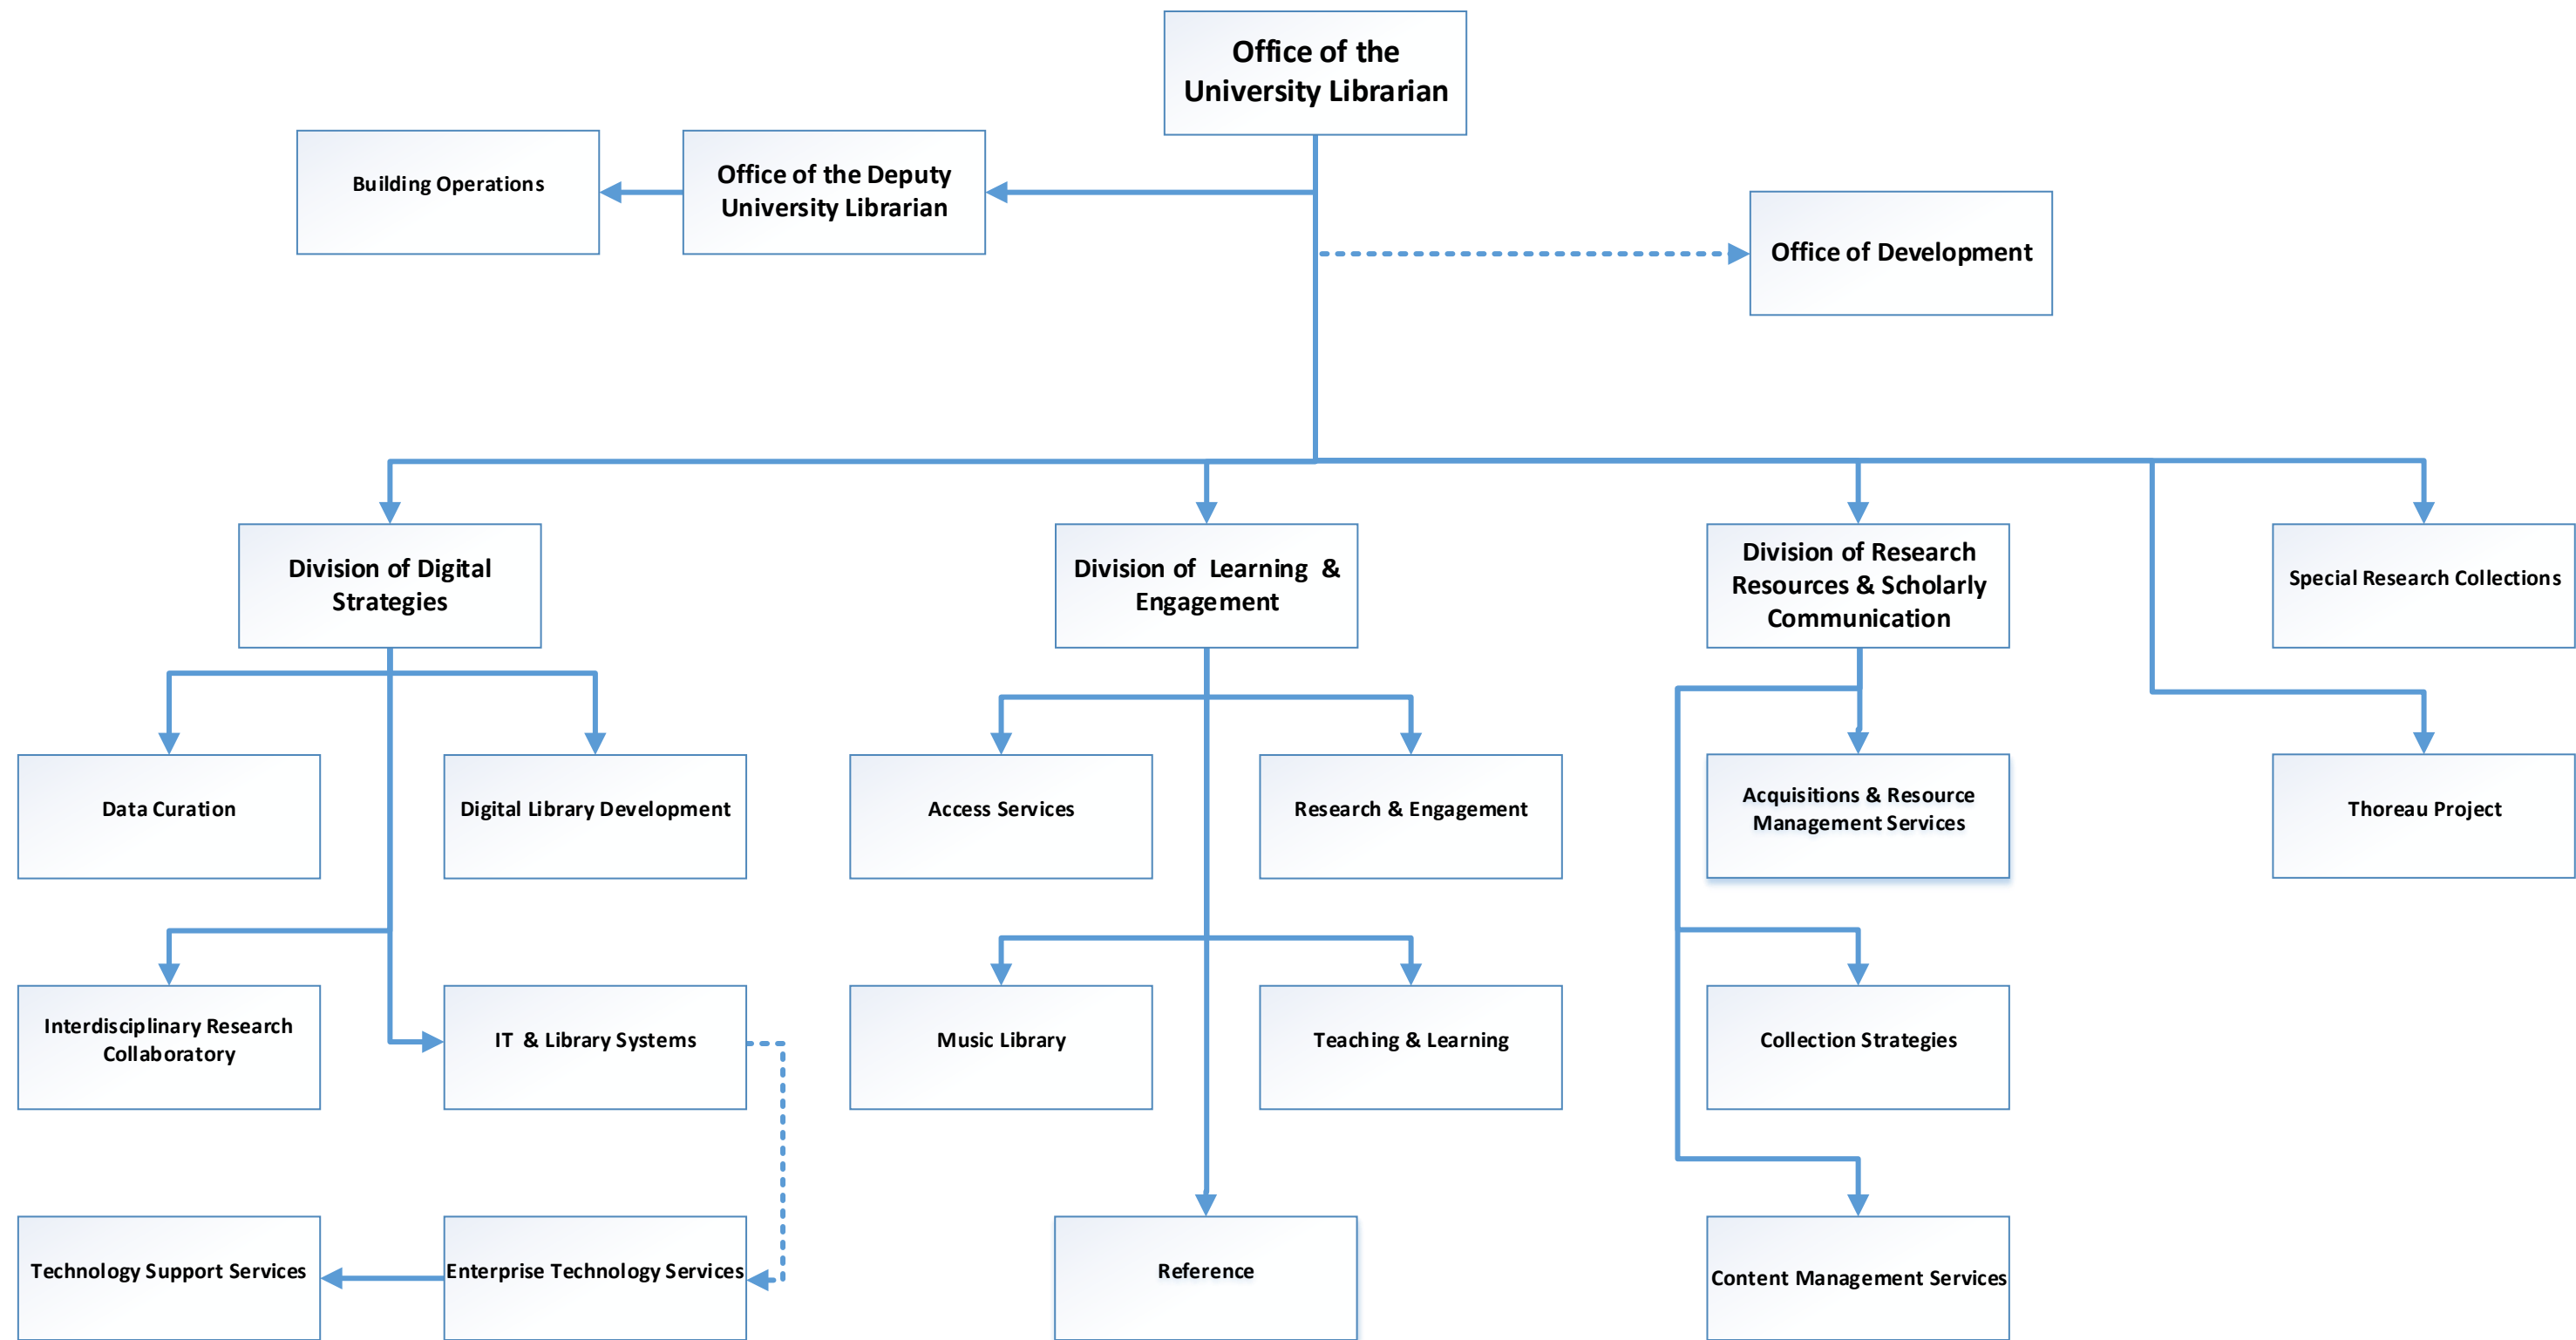 Office of the
University Librarian
Building Operations
Office of the Deputy
University Librarian
Office of Development
Division of Digital
Strategies
Division of Learning &
Engagement
Division of Research
Resources & Scholarly
Communication
Special Research Collections
Data Curation
Digital Library Development
Access Services
Research & Engagement
Acquisitions & Resource
Management Services
Thoreau Project
Interdisciplinary Research
Collaboratory
IT & Library Systems
Music Library
Teaching & Learning
Collection Strategies
Technology Support Services
Enterprise Technology Services
Reference
Content Management Services